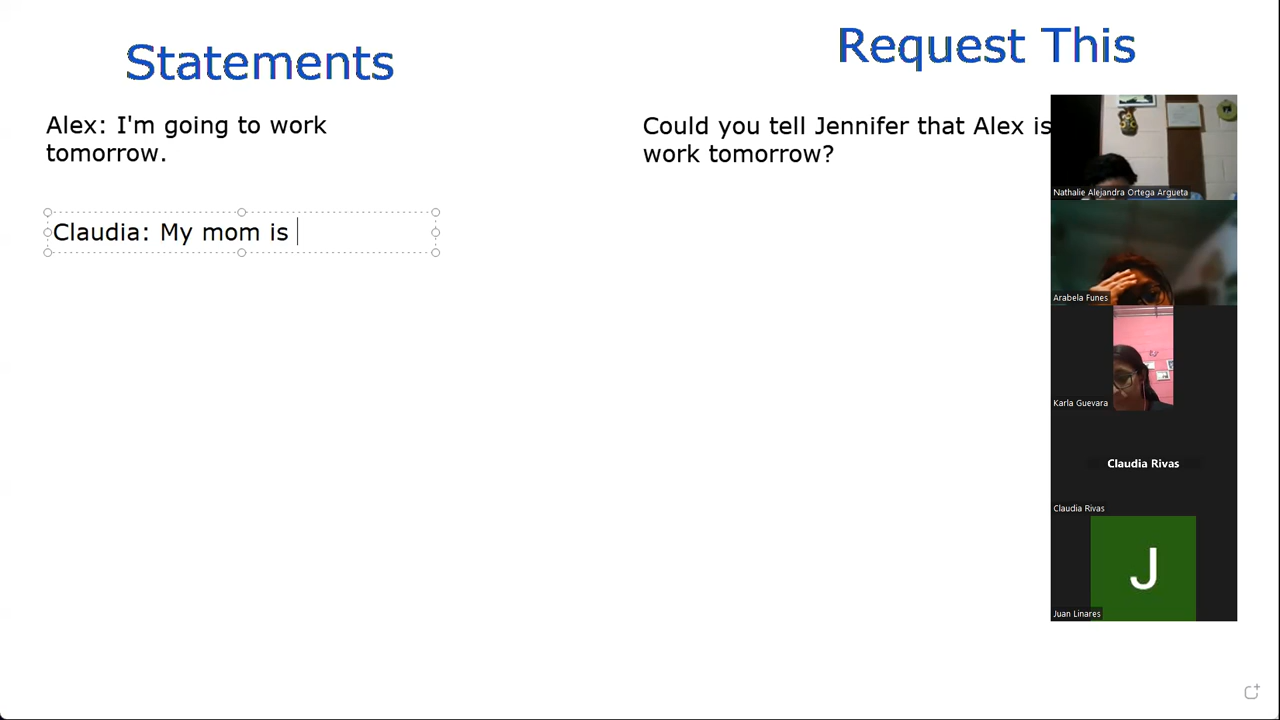 Statements
Request This
Alex: I'm going to work
tomorrow.
Could you tell Jennifer that Alex is
work tomorrow?
Claudia: My mom is
Nathalie Alejandra Ortega Argueta
Arabela Funes
Karla Guevara
Claudia Rivas
Claudia Rivas
J
Juan Linares